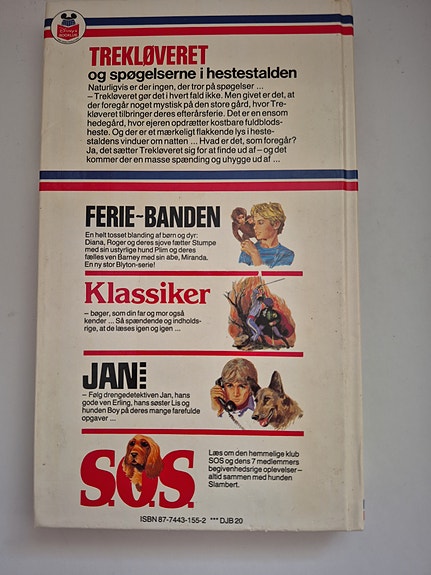 Disney's
BOGKLUB
TREKLØVERET
og spøgelserne i hestestalden
Naturligvis er der ingen, der tror på spøgelser ...
– Trekløveret gør det i hvert fald ikke. Men givet er det, at
der foregår noget mystisk på den store gård, hvor Tre-
kløveret tilbringer deres efterårsferie. Det er en ensom
hedegård, hvor ejeren opdrætter kostbare fuldblods-
heste. Og der er et mærkeligt flakkende lys i heste-
staldens vinduer om natten ... Hvad er det, som foregår?
Ja, det sætter Trekløveret sig for at finde ud af – og det
kommer der en masse spænding og uhygge ud af ...
FERIE-BANDEN
En helt tosset blanding af børn og dyr:
Diana, Roger og deres sjove fætter Stumpe
med sin ustyrlige hund Plim og deres
fælles ven Barney med sin abe, Miranda.
En ny stor Blyton-serie!
Klassiker
– bøger, som din far og mor også
kender ... Så spændende og indholds-
rige, at de læses igen og igen ...
JAN
– Følg drengedetektiven Jan, hans
gode ven Erling, hans søster Lis og
hunden Boy på deres mange farefulde
opgaver ...
S.O.S.
Læs om den hemmelige klub
SOS og dens 7 medlemmers
begivenhedsrige oplevelser –
altid sammen med hunden
Slambert.
ISBN 87-7443-155-2 *** DJB 20